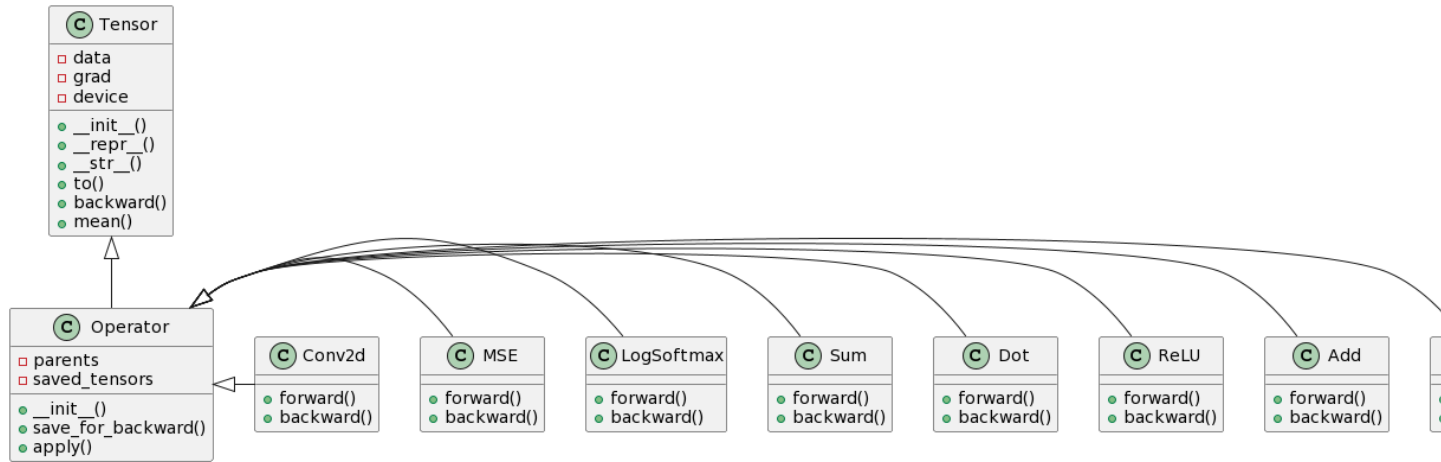 C Tensor
data
grad
device
__init__()
__repr__()
__str__()
to()
backward()
mean()
C Operator
parents
saved_tensors
__init__()
save_for_backward()
apply()
C Conv2d
forward()
backward()
C MSE
forward()
backward()
C LogSoftmax
forward()
backward()
C Sum
forward()
backward()
C Dot
forward()
backward()
C ReLU
forward()
backward()
C Add
forward()
backward()